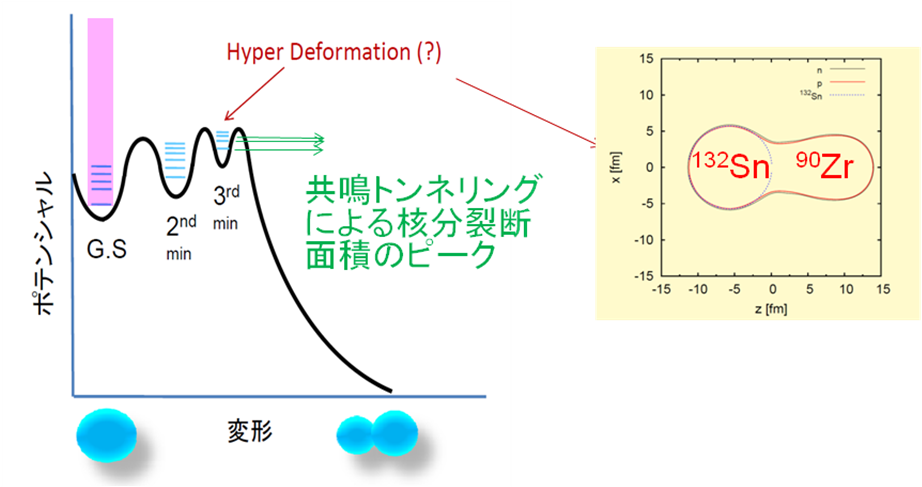 Hyper Deformation (?)
ポテンシャル
G.S
2nd
min
3rd
min
共鳴トンネリング
による核分裂断
面積のピーク
変形
n
p
132Sn
132Sn
90Zr
x [fm]
15
10
5
0
-5
-10
-15
-15
-10
-5
0
5
10
15
z [fm]